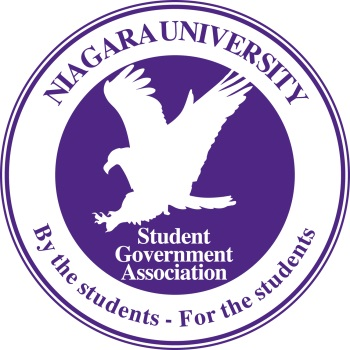 NIAGARA UNIVERSITY
Student
Government
Association
By the students - For the students